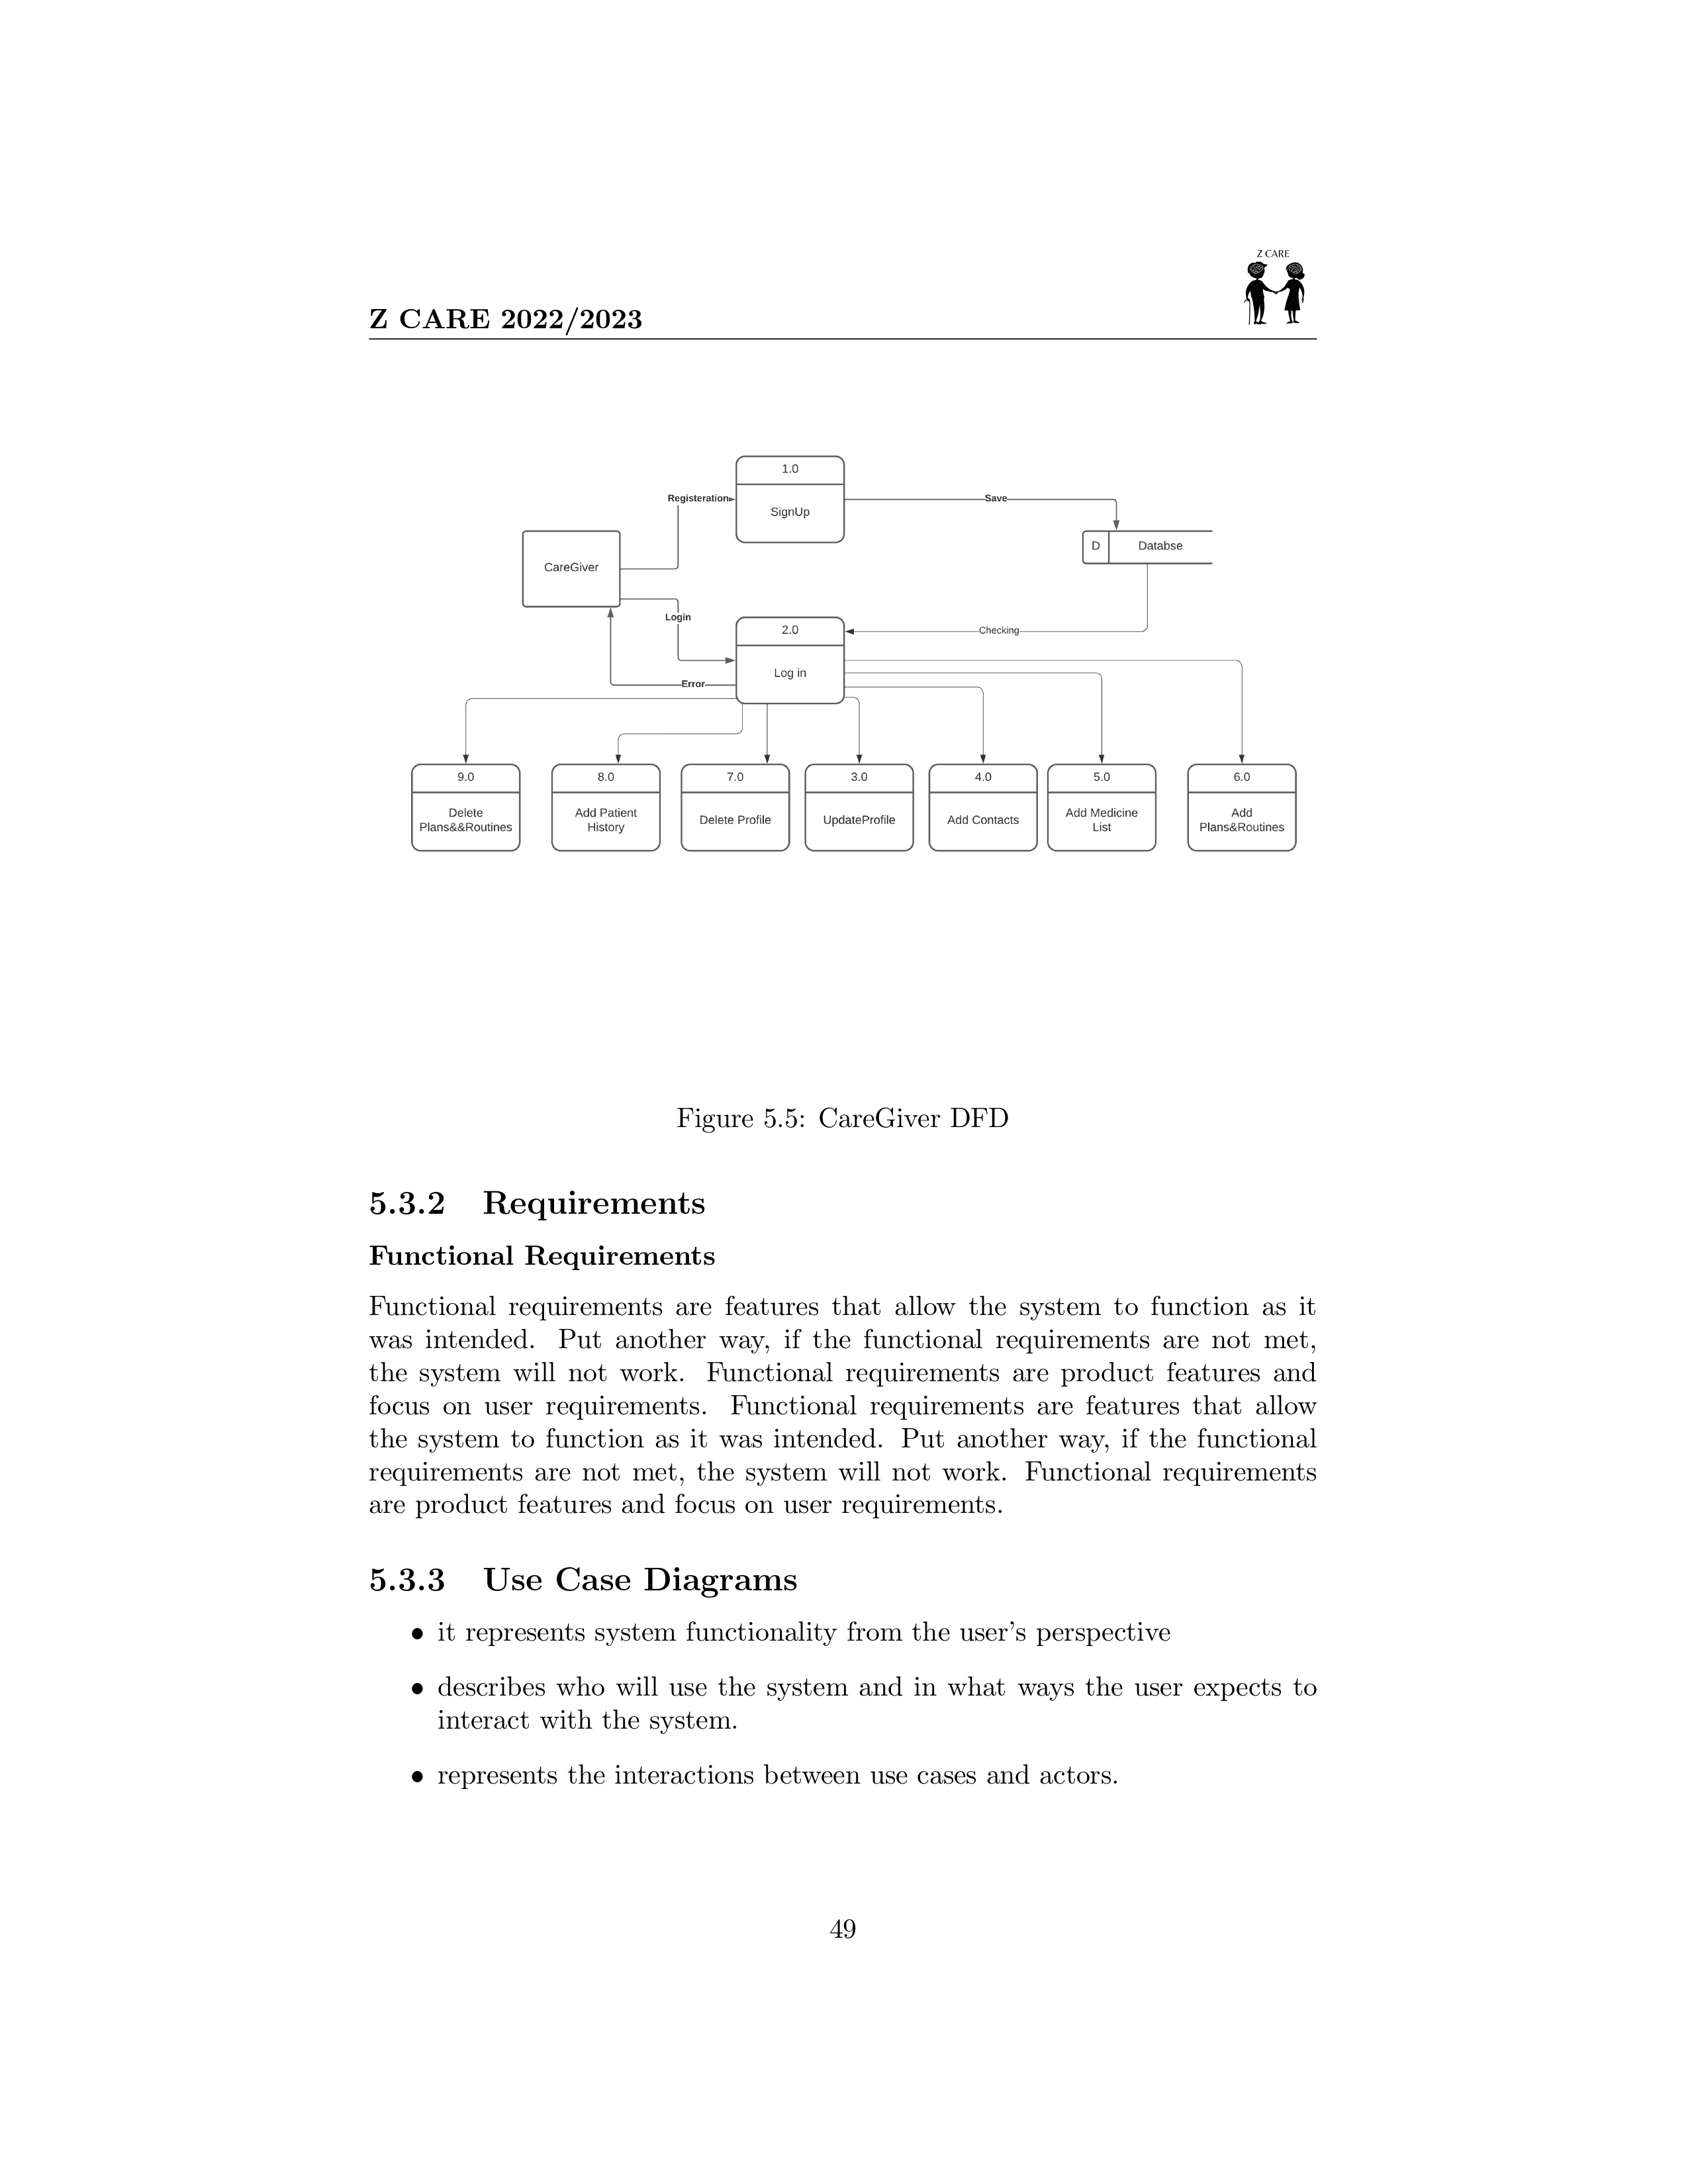 Z CARE
Z CARE 2022/2023
1.0
SignUp
Registeration
Save
CareGiver
D
Databse
Login
2.0
Log in
Checking
Error
9.0
Delete
Plans&&Routines
8.0
Add Patient
History
7.0
Delete Profile
3.0
UpdateProfile
4.0
Add Contacts
5.0
Add Medicine
List
6.0
Add
Plans&Routines
Figure 5.5: CareGiver DFD
5.3.2 Requirements
Functional Requirements
Functional requirements are features that allow the system to function as it
was intended. Put another way, if the functional requirements are not met,
the system will not work. Functional requirements are product features and
focus on user requirements. Functional requirements are features that allow
the system to function as it was intended. Put another way, if the functional
requirements are not met, the system will not work. Functional requirements
are product features and focus on user requirements.
5.3.3 Use Case Diagrams
• it represents system functionality from the user's perspective
• describes who will use the system and in what ways the user expects to
interact with the system.
• represents the interactions between use cases and actors.
49